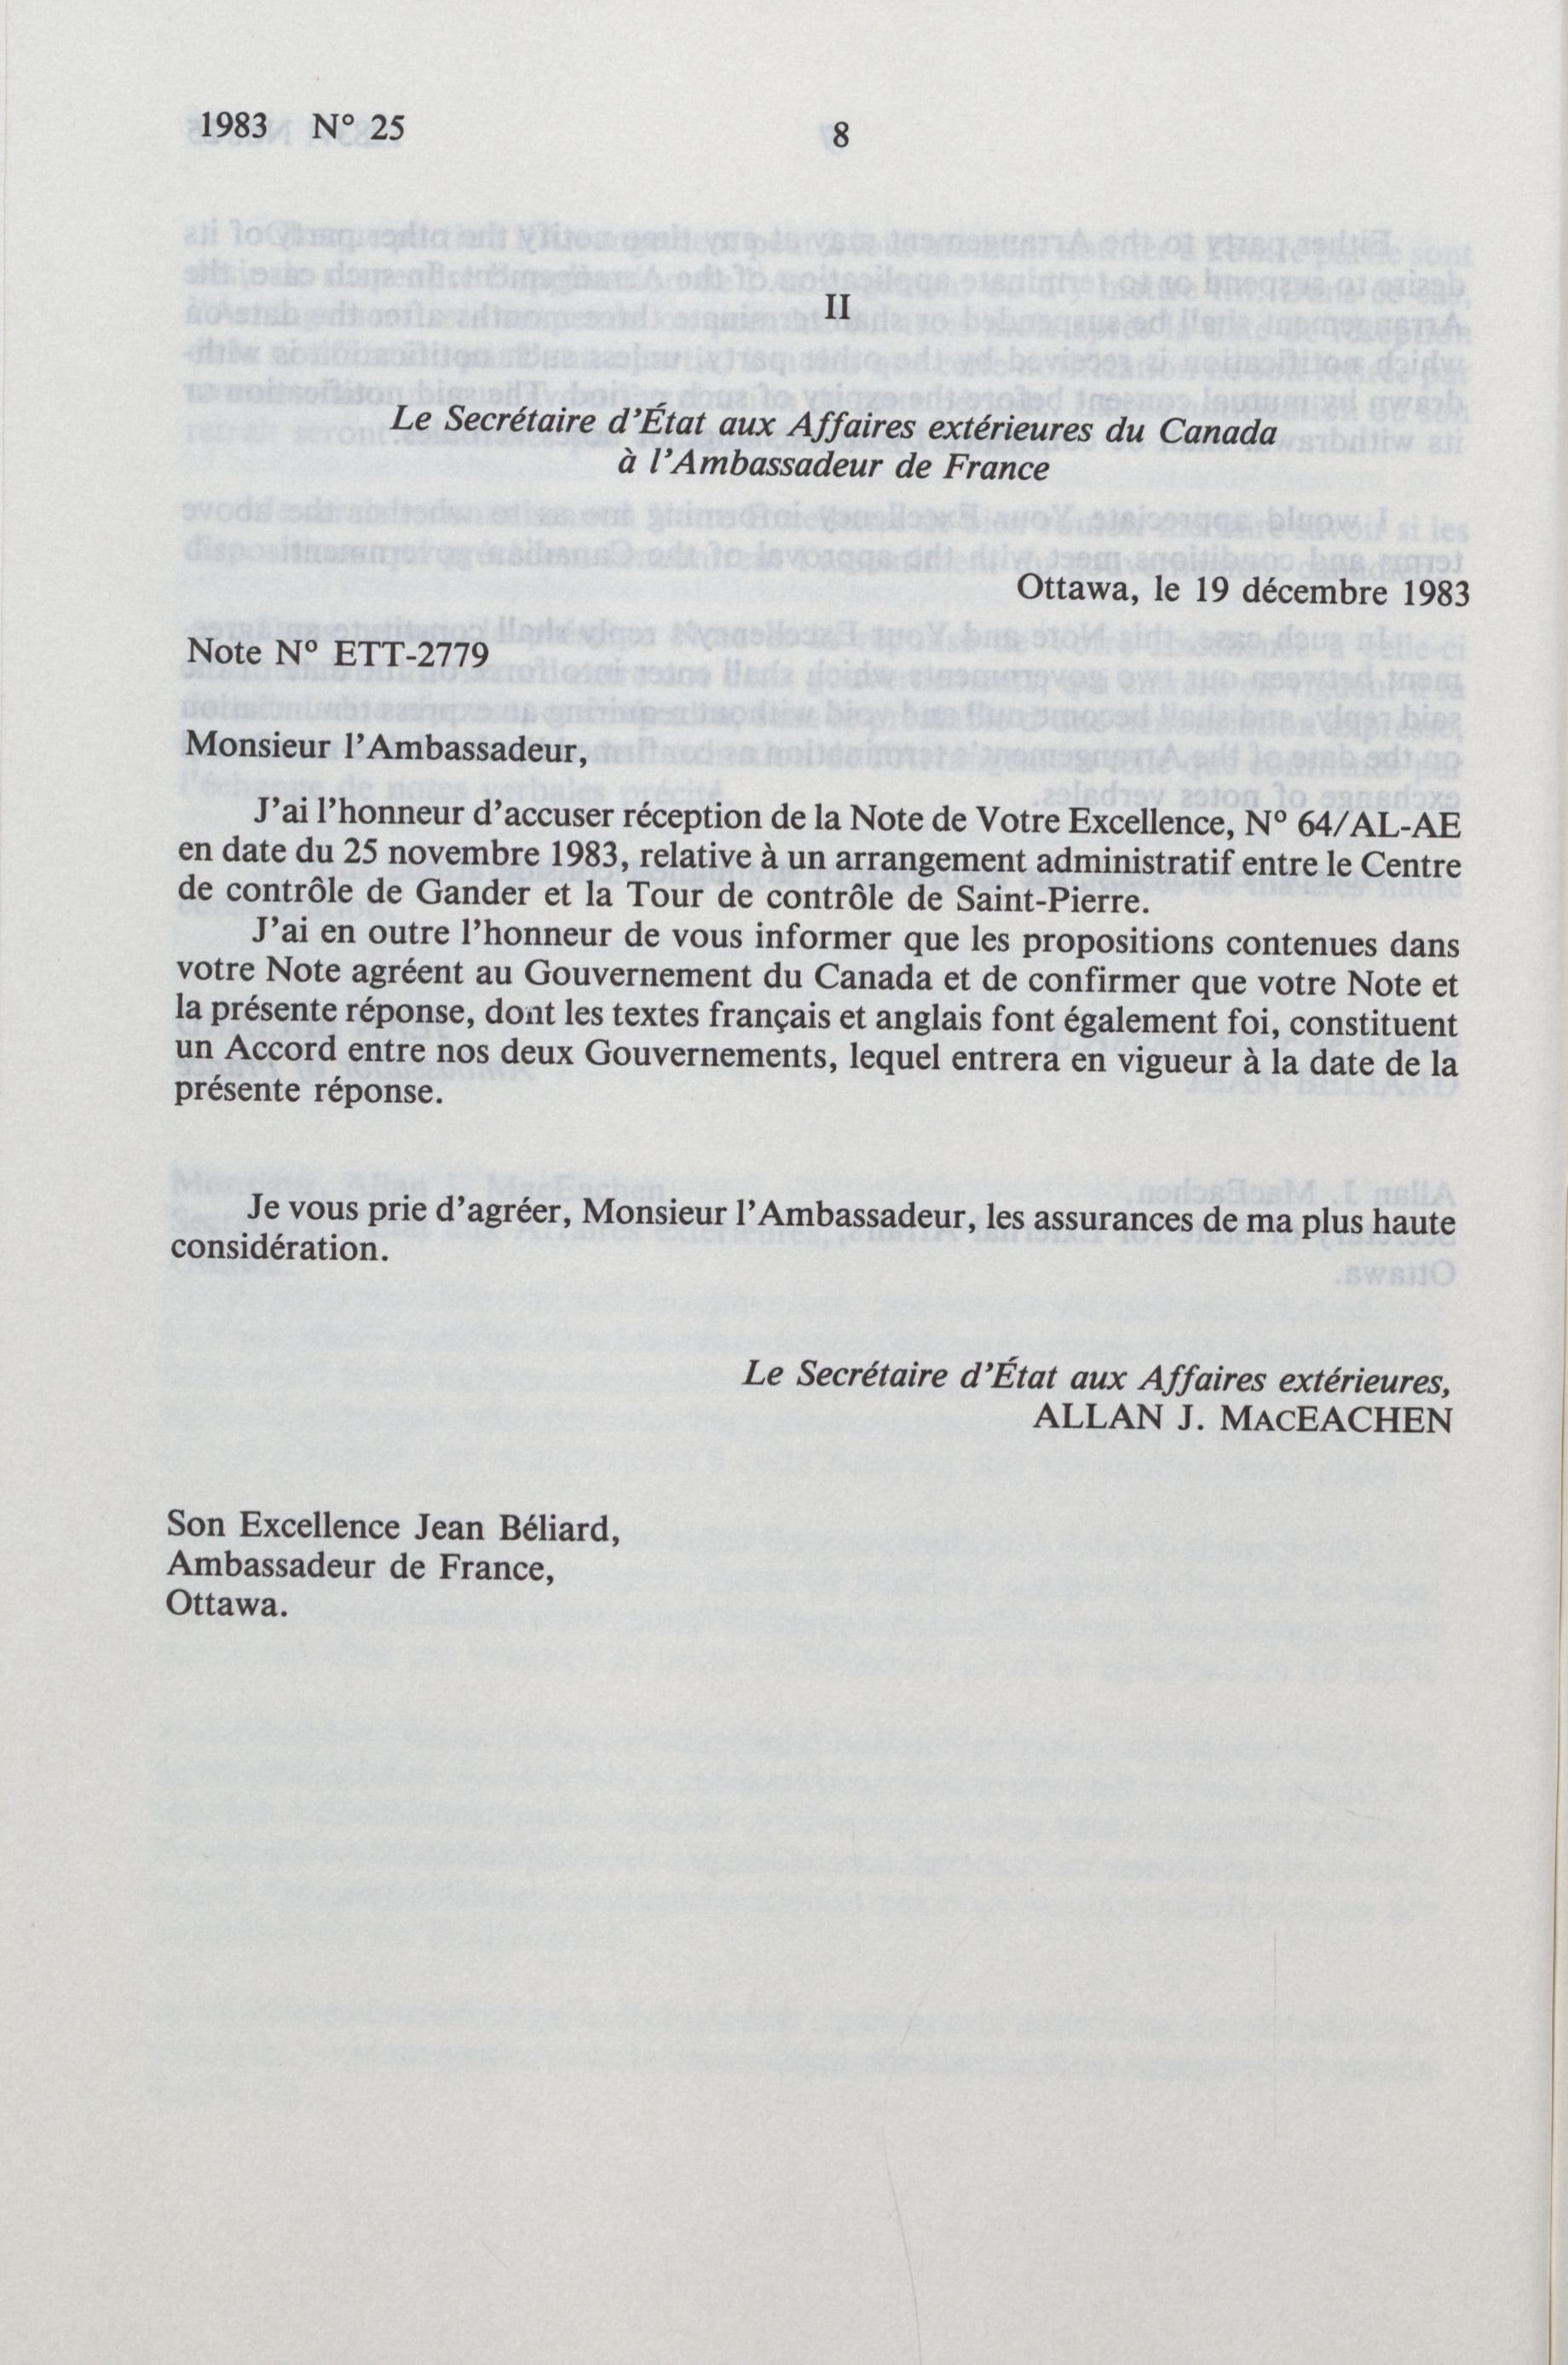 1983 N° 25
8
II
Le Secrétaire d'État aux Affaires extérieures du Canada
à l'Ambassadeur de France
Ottawa, le 19 décembre 1983
Note N° ETT-2779
Monsieur l'Ambassadeur,
J'ai l'honneur d'accuser réception de la Note de Votre Excellence, N° 64/AL-AE
en date du 25 novembre 1983, relative à un arrangement administratif entre le Centre
de contrôle de Gander et la Tour de contrôle de Saint-Pierre.
J'ai en outre l'honneur de vous informer que les propositions contenues dans
votre Note agréent au Gouvernement du Canada et de confirmer que votre Note et
la présente réponse, dont les textes français et anglais font également foi, constituent
un Accord entre nos deux Gouvernements, lequel entrera en vigueur à la date de la
présente réponse.
Je vous prie d'agréer, Monsieur l'Ambassadeur, les assurances de ma plus haute
considération.
Le Secrétaire d'État aux Affaires extérieures,
ALLAN J. MACEACHEN
Son Excellence Jean Béliard,
Ambassadeur de France,
Ottawa.